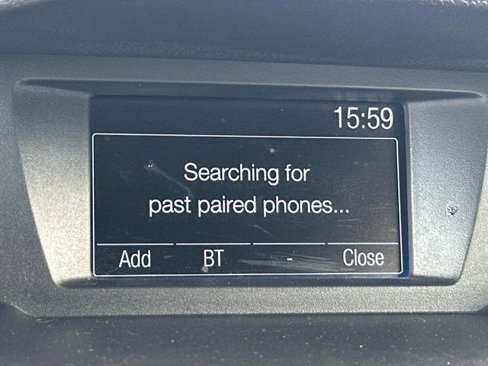 15:59
Searching for
past paired phones...
Add BT - Close